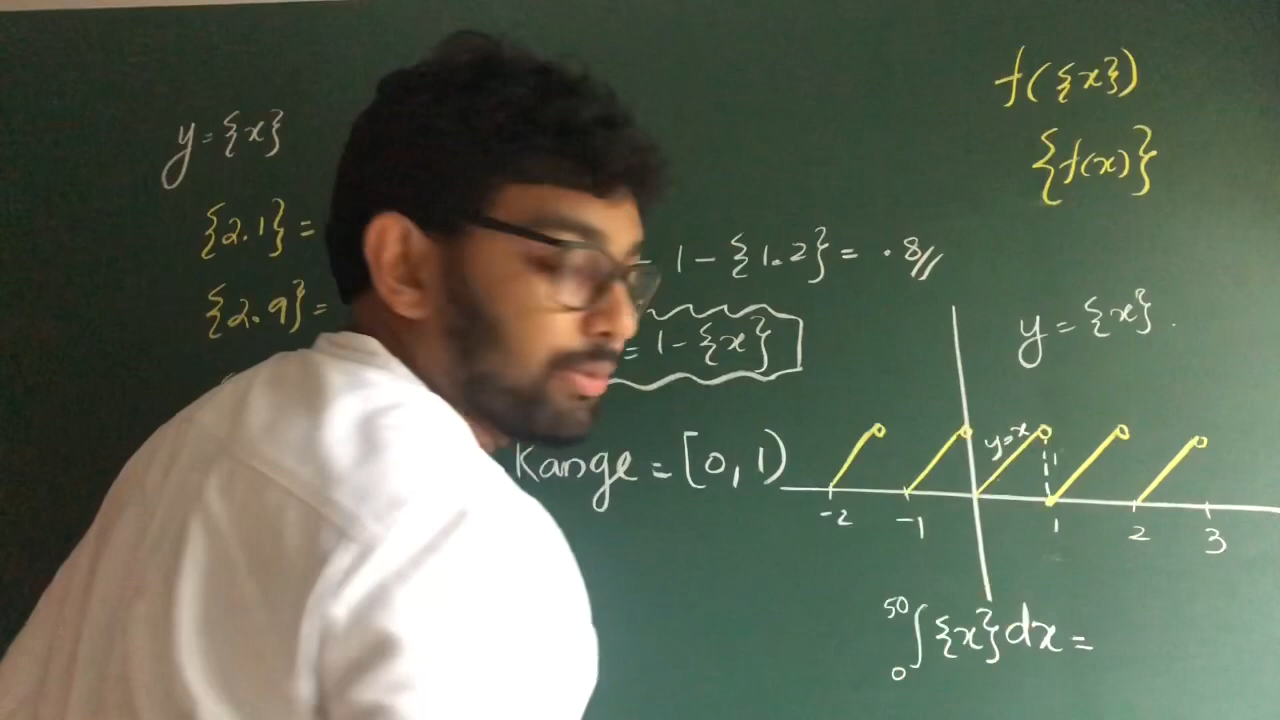 y = {x}
{2.1} =
{2.9} =
- 1 - {1.2} = .8//
= 1 - {x}
Range = [0, 1)
f({x})
{f(x)}
y = {x}.
y=x
1
-2 -1 1 2 3
50
∫ {x} dx =
0